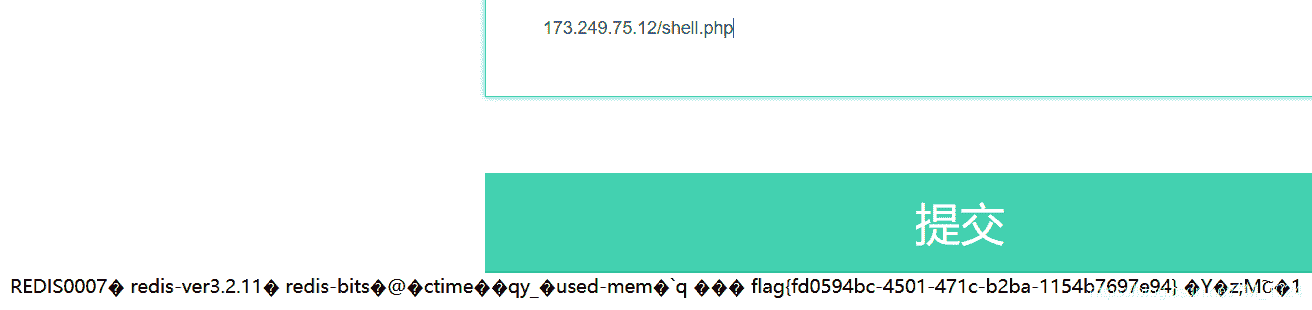 173.249.75.12/shell.php
提交
REDIS0007� redis-ver3.2.11� redis-bits�@�ctime��qy_�used-mem�`q ��� flag{fd0594bc-4501-471c-b2ba-1154b7697e94} �Y�z;MC�1